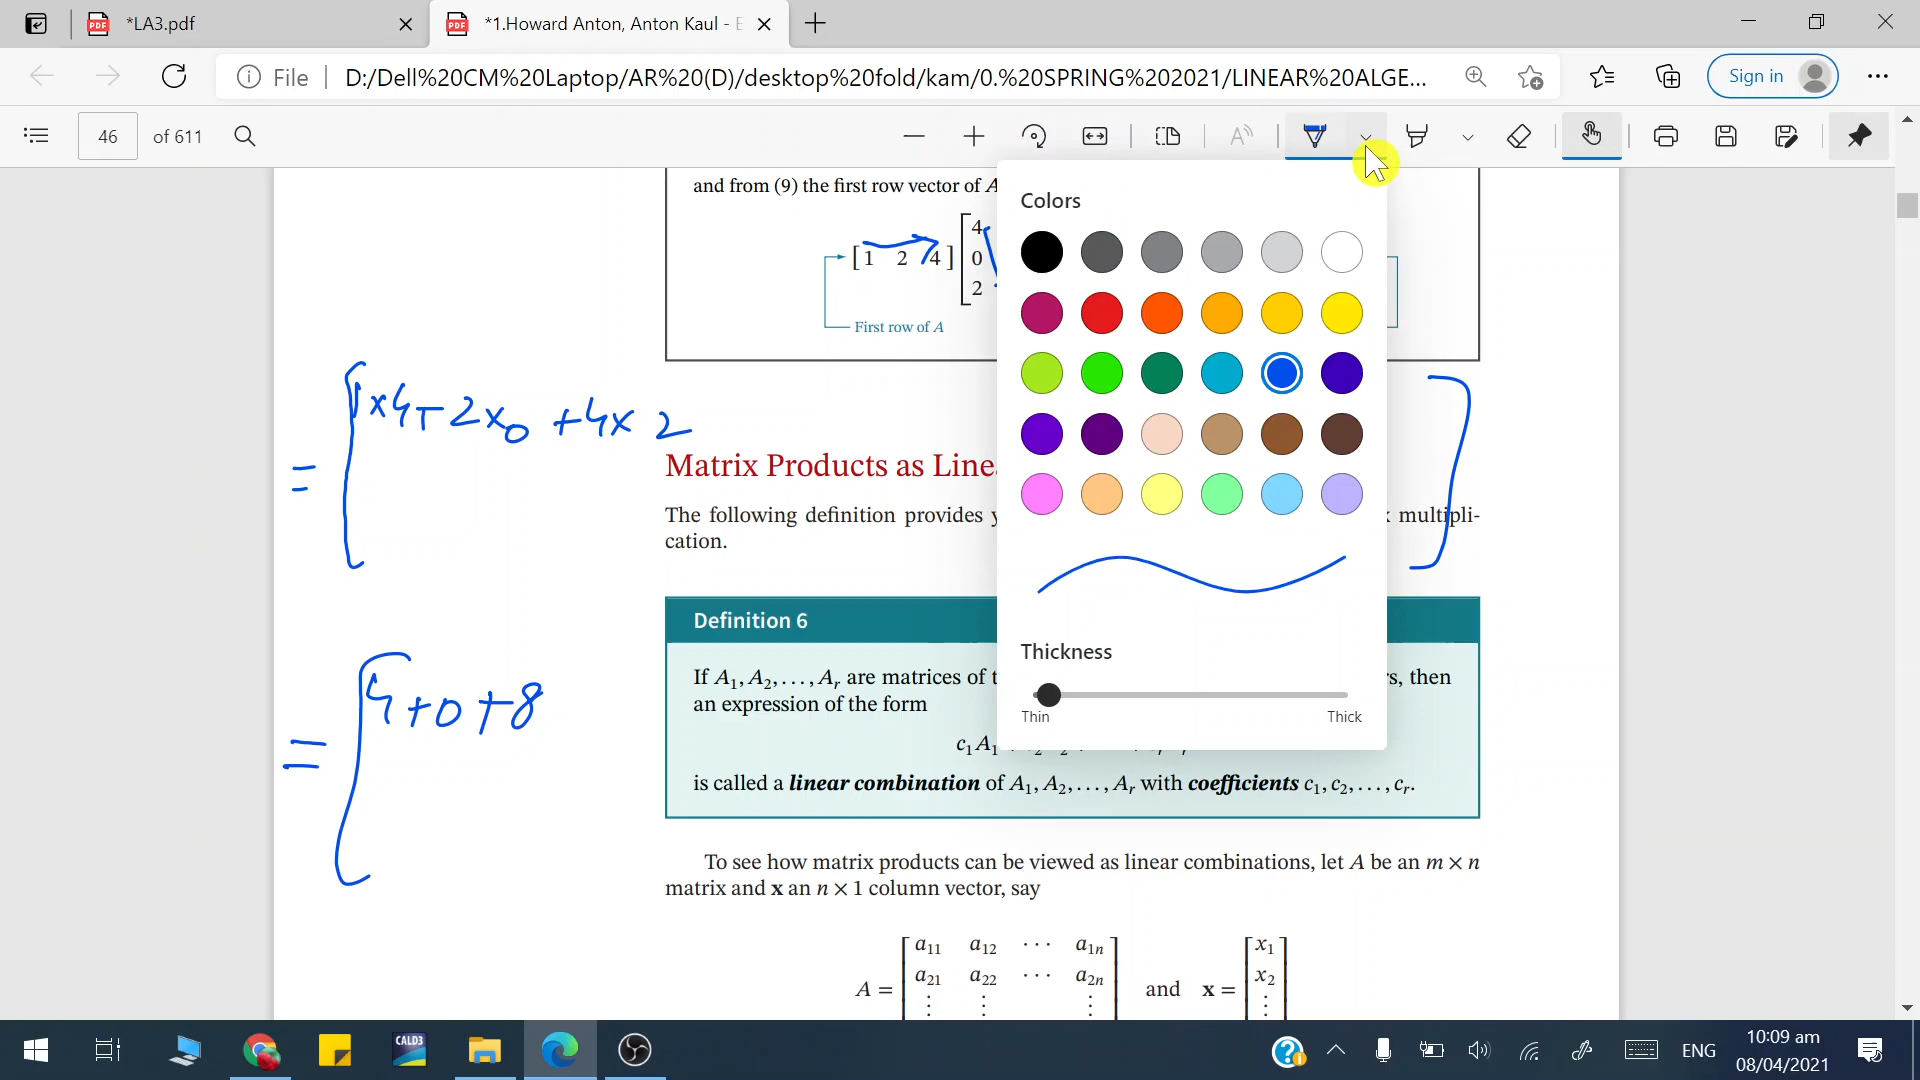 *LA3.pdf
*1.Howard Anton, Anton Kaul - E
File
D:/Dell%20CM%20Laptop/AR%20(D)/desktop%20fold/kam/0.%20SPRING%202021/LINEAR%20ALGE...
Sign in
46 of 611
and from (9) the first row vector of A
[1 2 4] [4
0
2
First row of A
Colors
= [1x4+2x0 +4x2 ]
Matrix Products as Line
The following definition provides y
multipli-
cation.
Definition 6
If A₁, A₂, . . . , Aᵣ are matrices of t
rs, then
an expression of the form
c₁A₁
is called a linear combination of A₁, A₂, . . . , Aᵣ with coefficients c₁, c₂, . . . , cᵣ.
Thickness
Thin Thick
= [4+0+8
To see how matrix products can be viewed as linear combinations, let A be an m × n
matrix and x an n × 1 column vector, say
a₁₁ a₁₂ ⋯ a₁ₙ x₁
a₂₁ a₂₂ ⋯ a₂ₙ x₂
A = ⋮ ⋮ ⋮ and x = ⋮
CALD3
ENG
10:09 am
08/04/2021